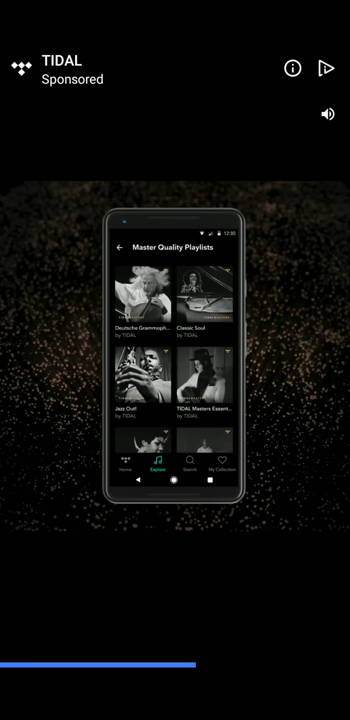 TIDAL
Sponsored
12:30
Master Quality Playlists
Deutsche Grammoph...
by TIDAL
Classic Soul
by TIDAL
Jazz Out!
by TIDAL
TIDAL Masters Essent...
by TIDAL
Home
Explore
Search
My Collection